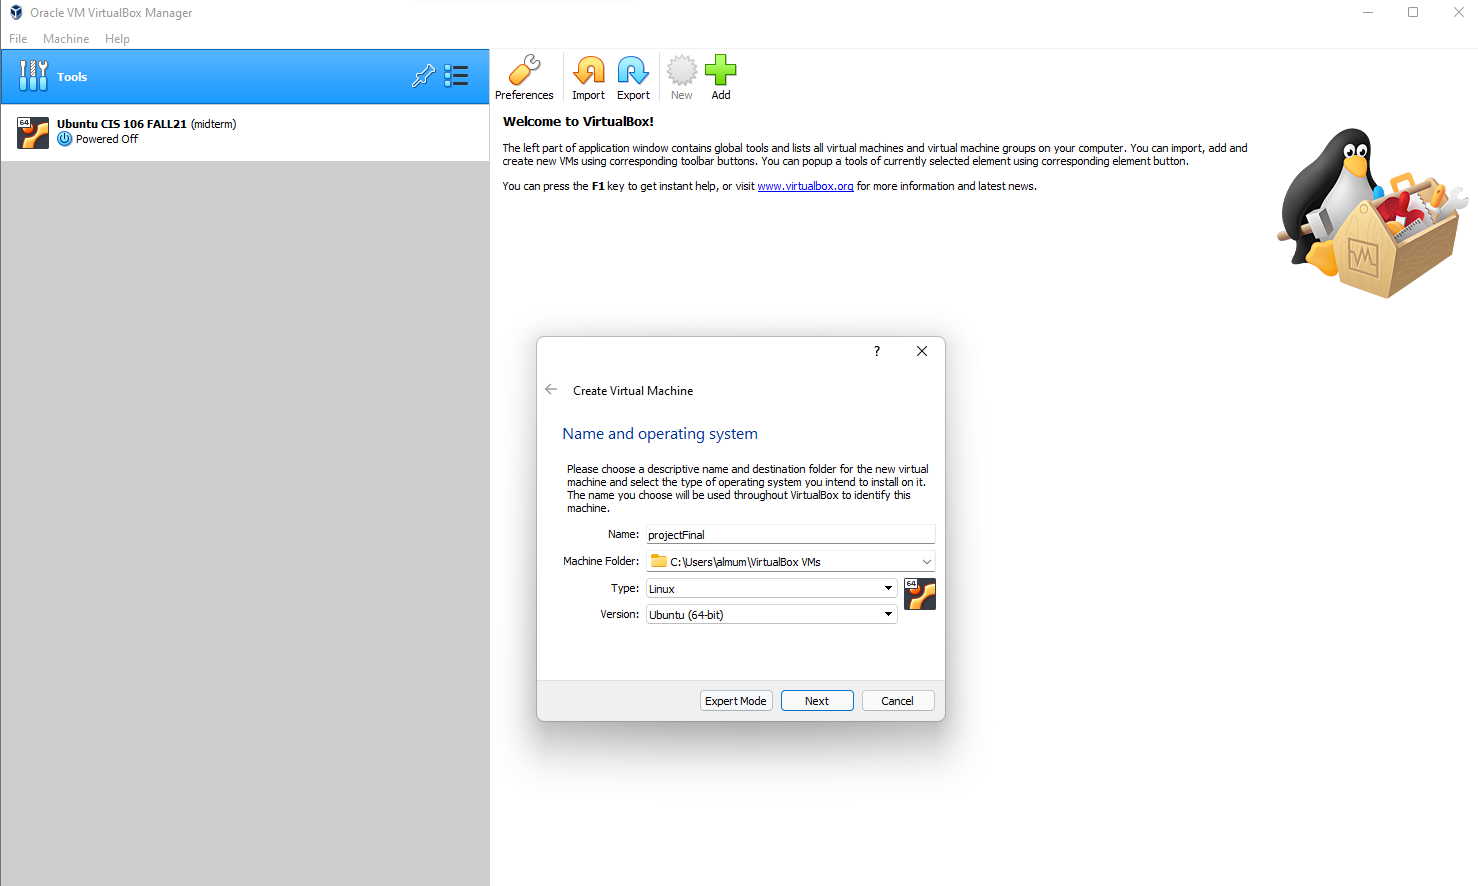 Oracle VM VirtualBox Manager
File Machine Help
Tools
64
Ubuntu CIS 106 FALL21 (midterm)
Powered Off
Preferences Import Export New Add
Welcome to VirtualBox!
The left part of application window contains global tools and lists all virtual machines and virtual machine groups on your computer. You can import, add and
create new VMs using corresponding toolbar buttons. You can popup a tools of currently selected element using corresponding element button.
You can press the F1 key to get instant help, or visit www.virtualbox.org for more information and latest news.
?
Create Virtual Machine
Name and operating system
Please choose a descriptive name and destination folder for the new virtual
machine and select the type of operating system you intend to install on it.
The name you choose will be used throughout VirtualBox to identify this
machine.
Name: projectFinal
Machine Folder: C:\Users\almum\VirtualBox VMs
Type: Linux
64
Version: Ubuntu (64-bit)
Expert Mode Next Cancel